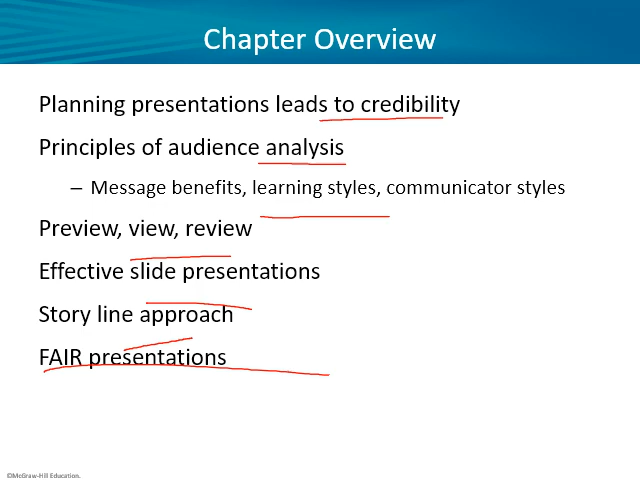 Chapter Overview
Planning presentations leads to credibility
Principles of audience analysis
– Message benefits, learning styles, communicator styles
Preview, view, review
Effective slide presentations
Story line approach
FAIR presentations
©McGraw-Hill Education.